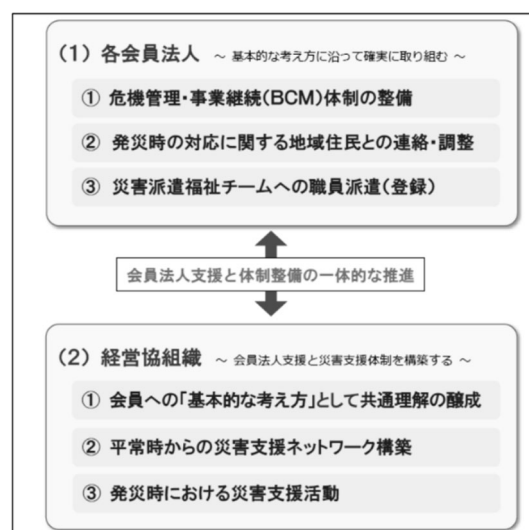 (1) 各会員法人 ~ 基本的な考え方に沿って確実に取り組む ~
① 危機管理・事業継続(BCM)体制の整備
② 発災時の対応に関する地域住民との連絡・調整
③ 災害派遣福祉チームへの職員派遣(登録)
会員法人支援と体制整備の一体的な推進
(2) 経営協組織 ~ 会員法人支援と災害支援体制を構築する ~
① 会員への「基本的な考え方」として共通理解の醸成
② 平常時からの災害支援ネットワーク構築
③ 発災時における災害支援活動